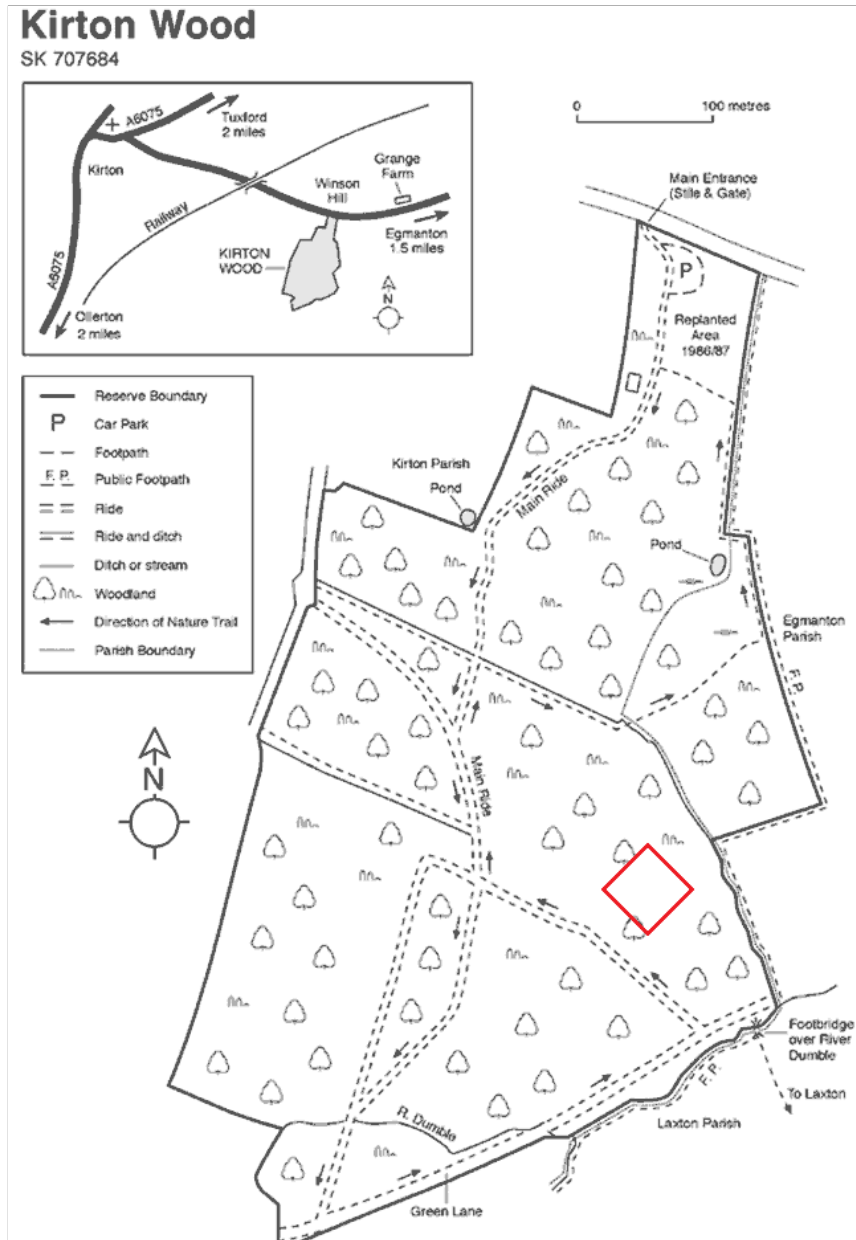 Kirton Wood
SK 707684
A6075
Tuxford
2 miles
Kirton
Railway
Winson
Hill
Grange
Farm
Egmanton
1.5 miles
KIRTON
WOOD
A6075
Ollerton
2 miles
N
0
100 metres
Main Entrance
(Stile & Gate)
P
Replanted
Area
1986/87
Reserve Boundary
P
Car Park
Footpath
F. P.
Public Footpath
Ride
Ride and ditch
Ditch or stream
Woodland
Direction of Nature Trail
Parish Boundary
Kirton Parish
Pond
Main Ride
Pond
Egmanton
Parish
F. P.
Main Ride
N
Footbridge
over River
Dumble
To Laxton
F. P.
Laxton Parish
R. Dumble
Green Lane